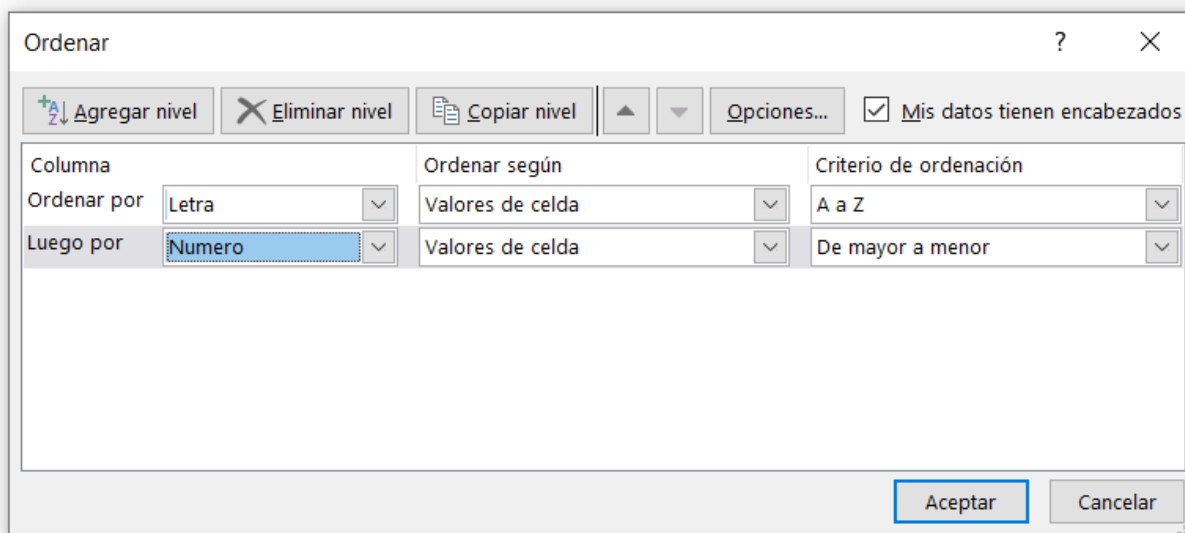 Ordenar ?
Agregar nivel Eliminar nivel Copiar nivel Opciones... Mis datos tienen encabezados
Columna Ordenar según Criterio de ordenación
Ordenar por Letra Valores de celda A a Z
Luego por Numero Valores de celda De mayor a menor
Aceptar Cancelar